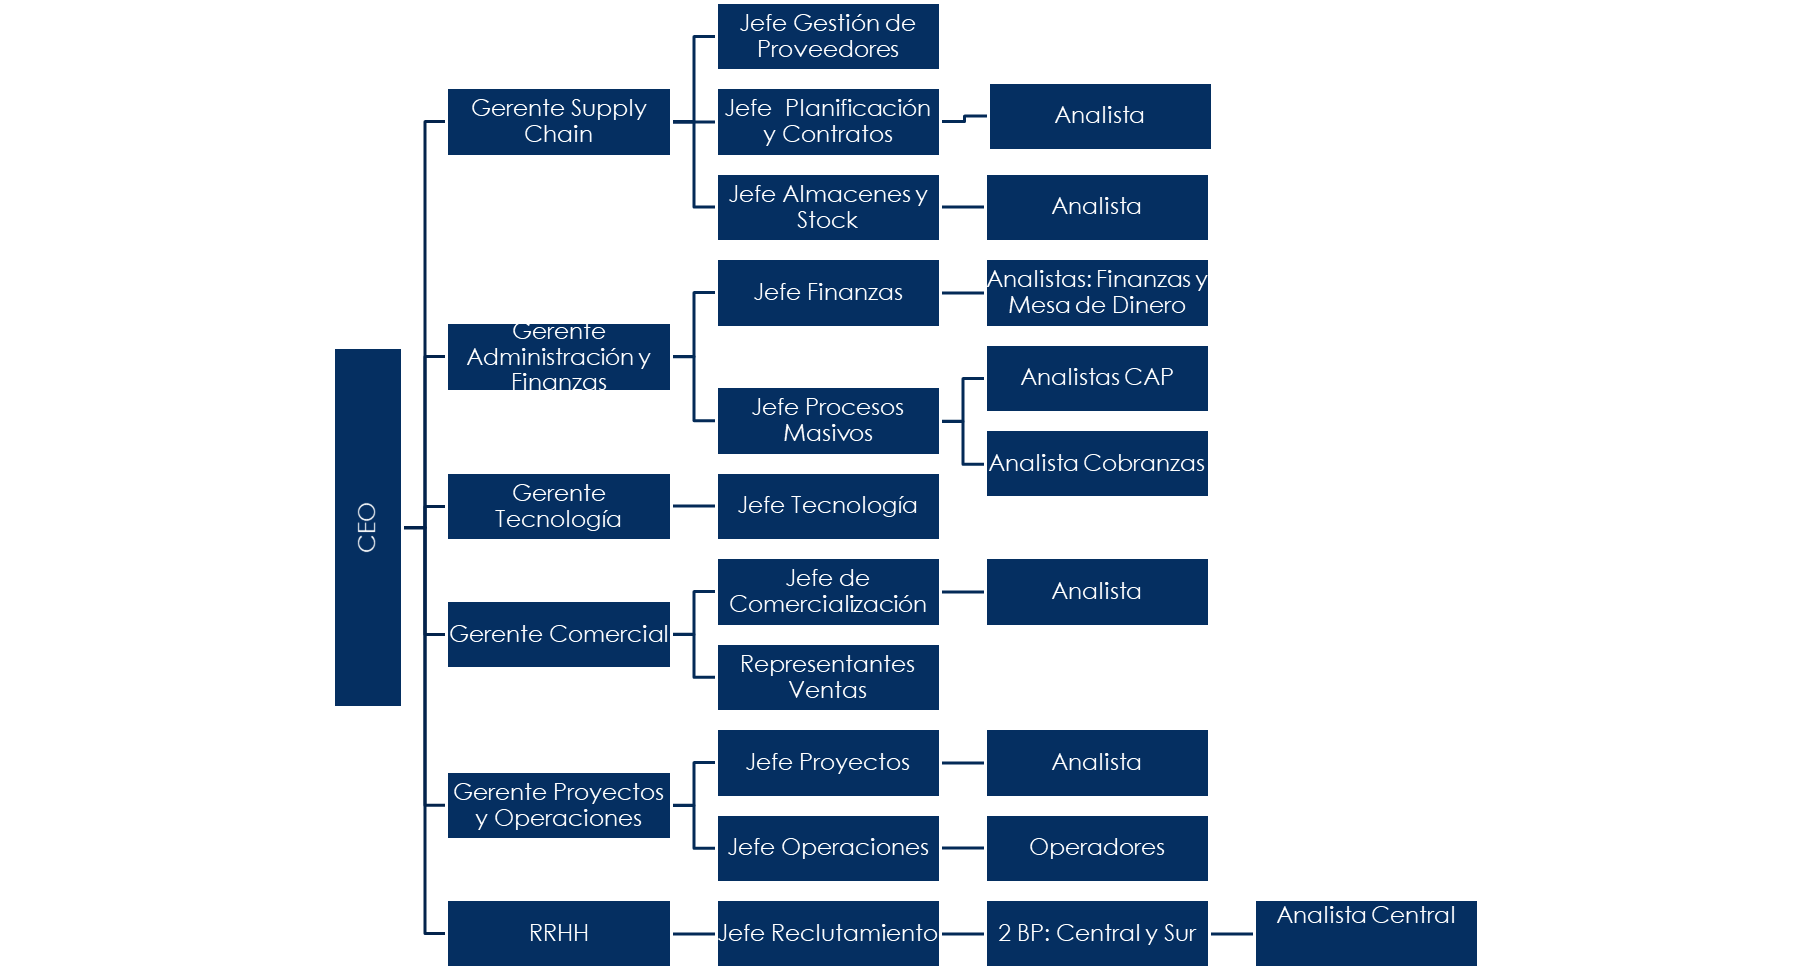 CEO
Gerente Supply
Chain
Jefe Gestión de
Proveedores
Jefe Planificación
y Contratos
Analista
Jefe Almacenes y
Stock
Analista
Gerente
Administración y
Finanzas
Jefe Finanzas
Analistas: Finanzas y
Mesa de Dinero
Jefe Procesos
Masivos
Analistas CAP
Analista Cobranzas
Gerente
Tecnología
Jefe Tecnología
Gerente Comercial
Jefe de
Comercialización
Analista
Representantes
Ventas
Gerente Proyectos
y Operaciones
Jefe Proyectos
Analista
Jefe Operaciones
Operadores
RRHH
Jefe Reclutamiento
2 BP: Central y Sur
Analista Central